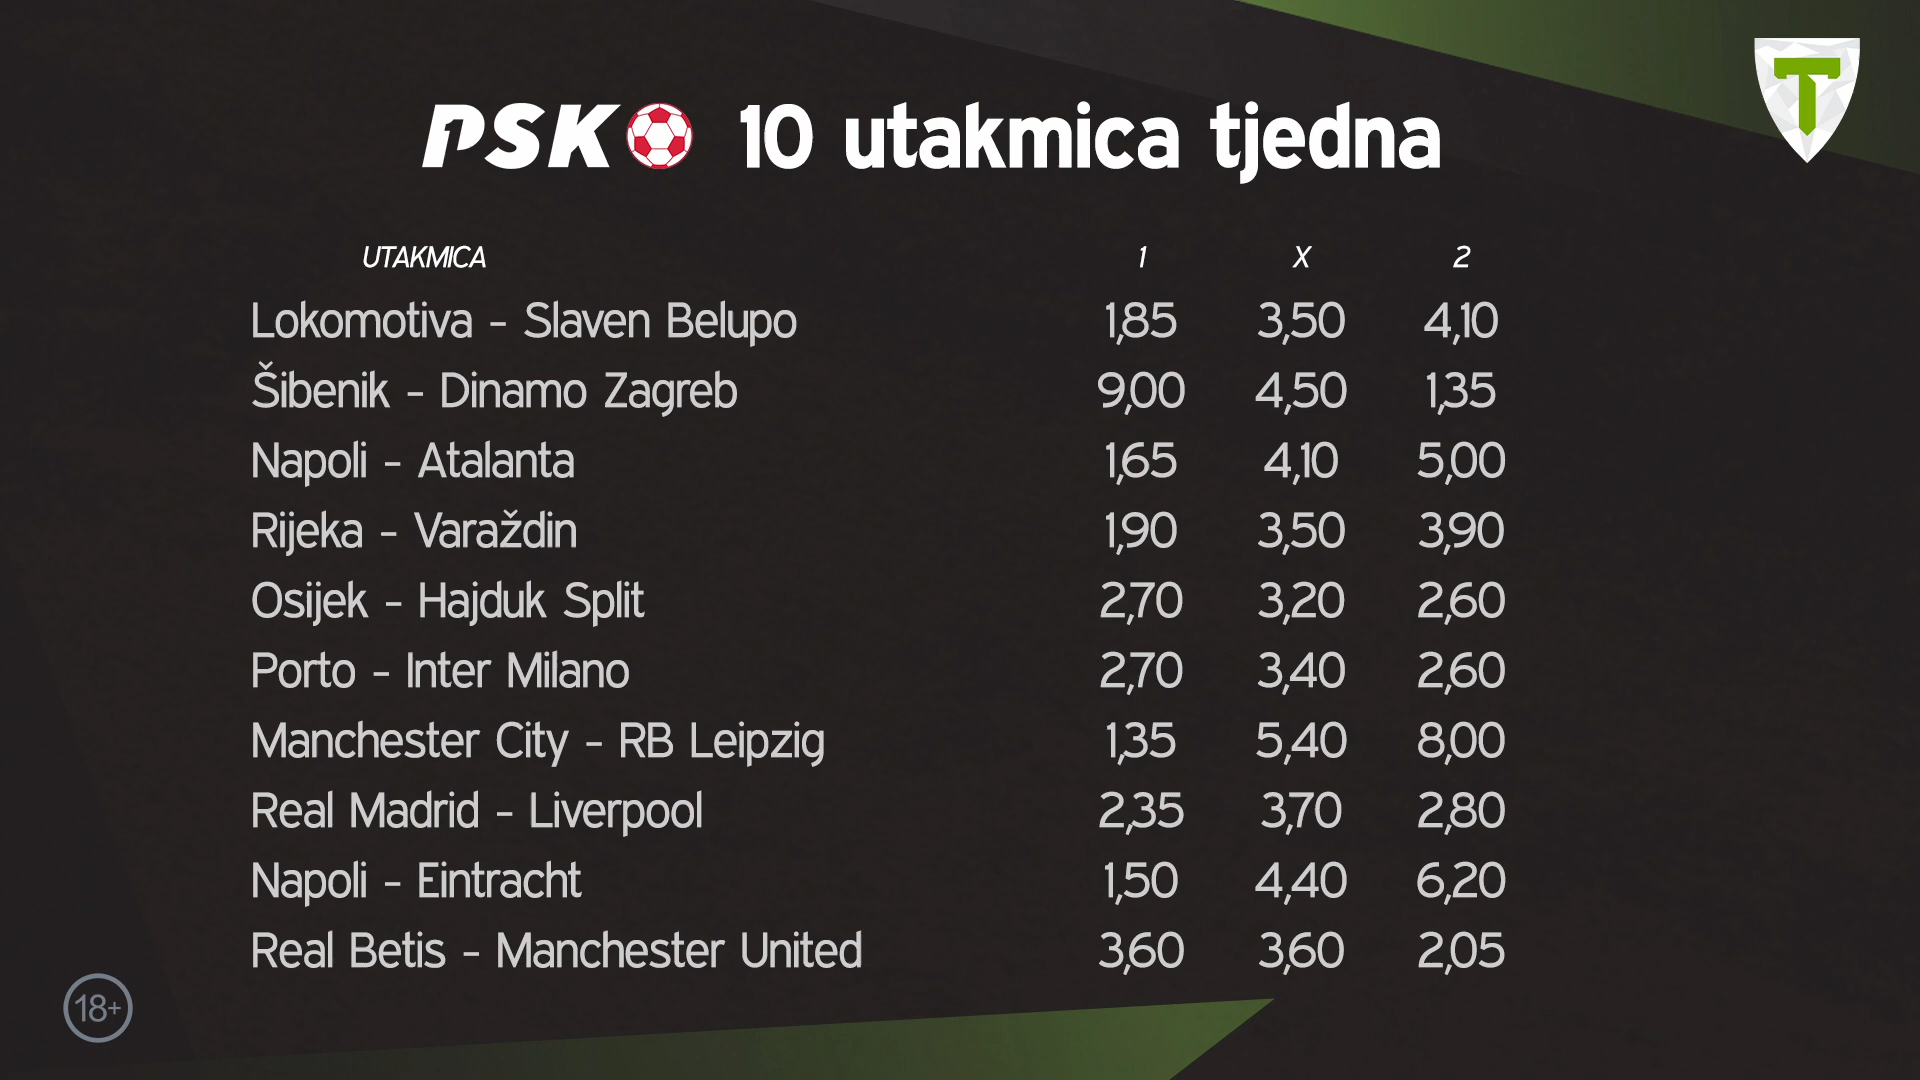 PSK 10 utakmica tjedna
T
UTAKMICA 1 X 2
Lokomotiva - Slaven Belupo 1,85 3,50 4,10
Šibenik - Dinamo Zagreb 9,00 4,50 1,35
Napoli - Atalanta 1,65 4,10 5,00
Rijeka - Varaždin 1,90 3,50 3,90
Osijek - Hajduk Split 2,70 3,20 2,60
Porto - Inter Milano 2,70 3,40 2,60
Manchester City - RB Leipzig 1,35 5,40 8,00
Real Madrid - Liverpool 2,35 3,70 2,80
Napoli - Eintracht 1,50 4,40 6,20
Real Betis - Manchester United 3,60 3,60 2,05
18+